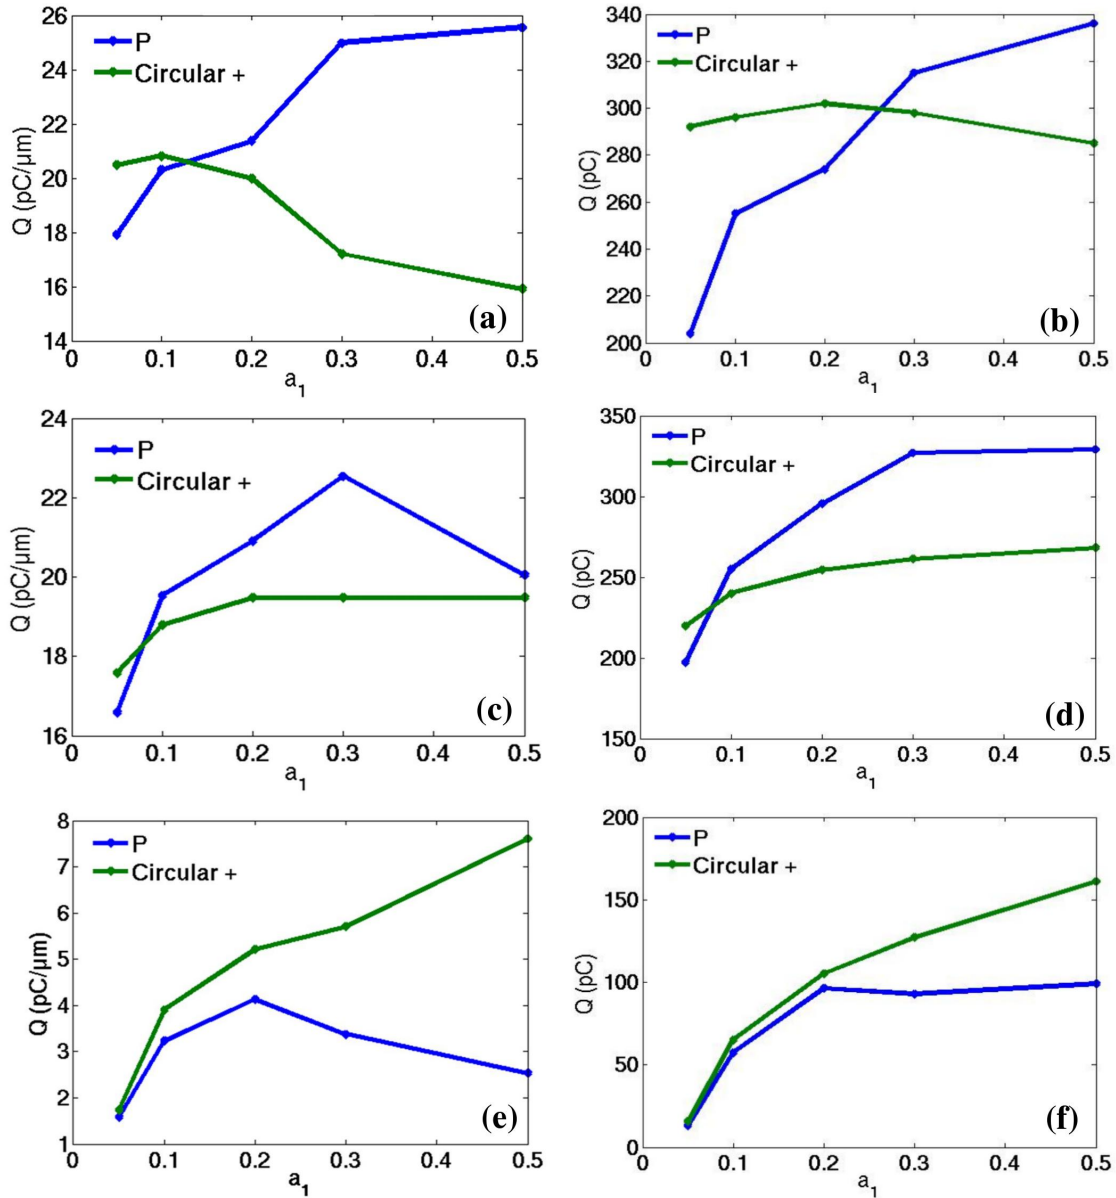 26
24
22
20
18
16
14
Q (pC/μm)
P
Circular +
(a)
0 0.1 0.2 0.3 0.4 0.5
a1
340
320
300
280
260
240
220
200
Q (pC)
P
Circular +
(b)
0 0.1 0.2 0.3 0.4 0.5
a1
24
22
20
18
16
Q (pC/μm)
P
Circular +
(c)
0 0.1 0.2 0.3 0.4 0.5
a1
350
300
250
200
150
Q (pC)
P
Circular +
(d)
0 0.1 0.2 0.3 0.4 0.5
a1
8
7
6
5
4
3
2
1
Q (pC/μm)
P
Circular +
(e)
0 0.1 0.2 0.3 0.4 0.5
a1
200
150
100
50
0
Q (pC)
P
Circular +
(f)
0 0.1 0.2 0.3 0.4 0.5
a1